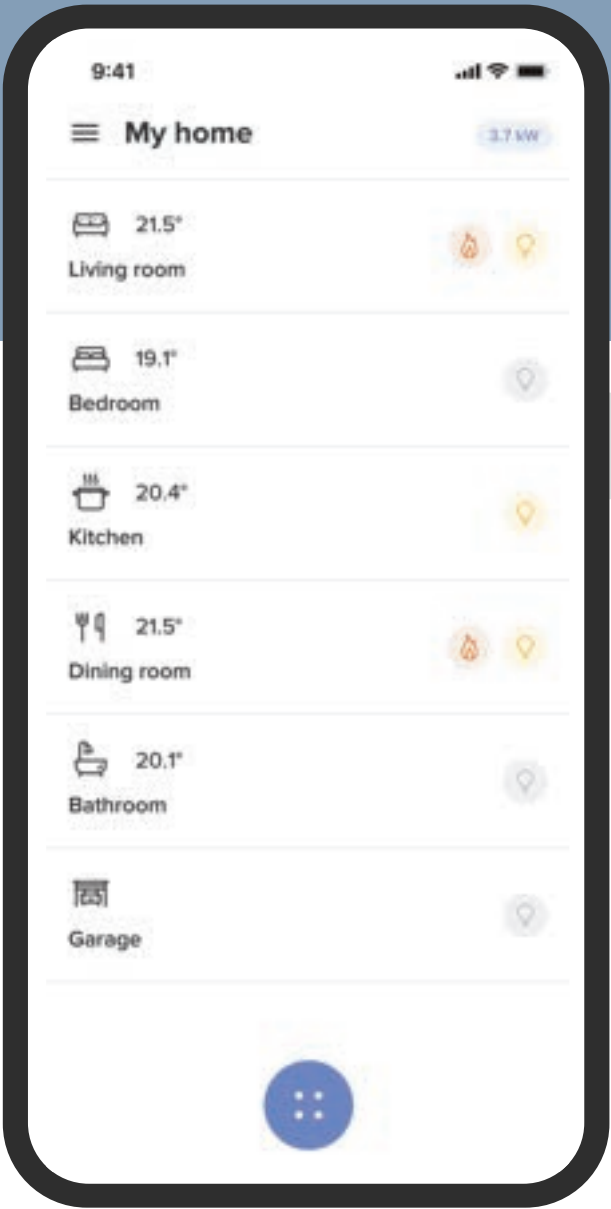 9:41
My home
3.7 kW
21.5°
Living room
19.1°
Bedroom
20.4°
Kitchen
21.5°
Dining room
20.1°
Bathroom
Garage